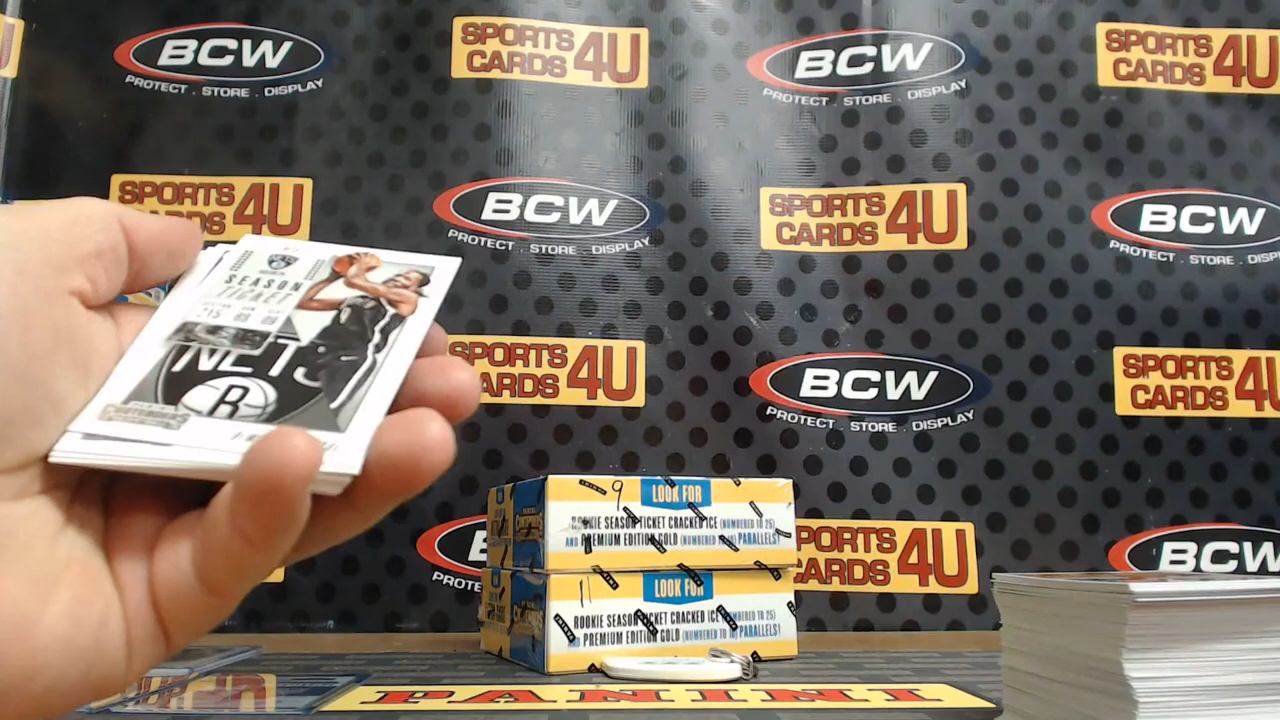 BCW
PROTECT . STORE . DISPLAY
SPORTS CARDS 4U
BCW
PROTECT . STORE . DISPLAY
SPORTS CARDS 4U
SPORTS CARDS 4U
BCW
PROTECT . STORE . DISPLAY
SPORTS CARDS 4U
BCW
PROTECT . STORE . DISPLAY
SEASON
TICKET
215
NETS
B
SPORTS CARDS 4U
BCW
PROTECT . STORE . DISPLAY
SPORTS CARDS 4U
9
LOOK FOR
ROOKIE SEASON TICKET CRACKED ICE (NUMBERED TO 25)
AND PREMIUM EDITION GOLD (NUMBERED TO 10) PARALLELS!
SPORTS CARDS 4U
BCW
11
LOOK FOR
ROOKIE SEASON TICKET CRACKED ICE (NUMBERED TO 25)
AND PREMIUM EDITION GOLD (NUMBERED TO 10) PARALLELS!
PANINI